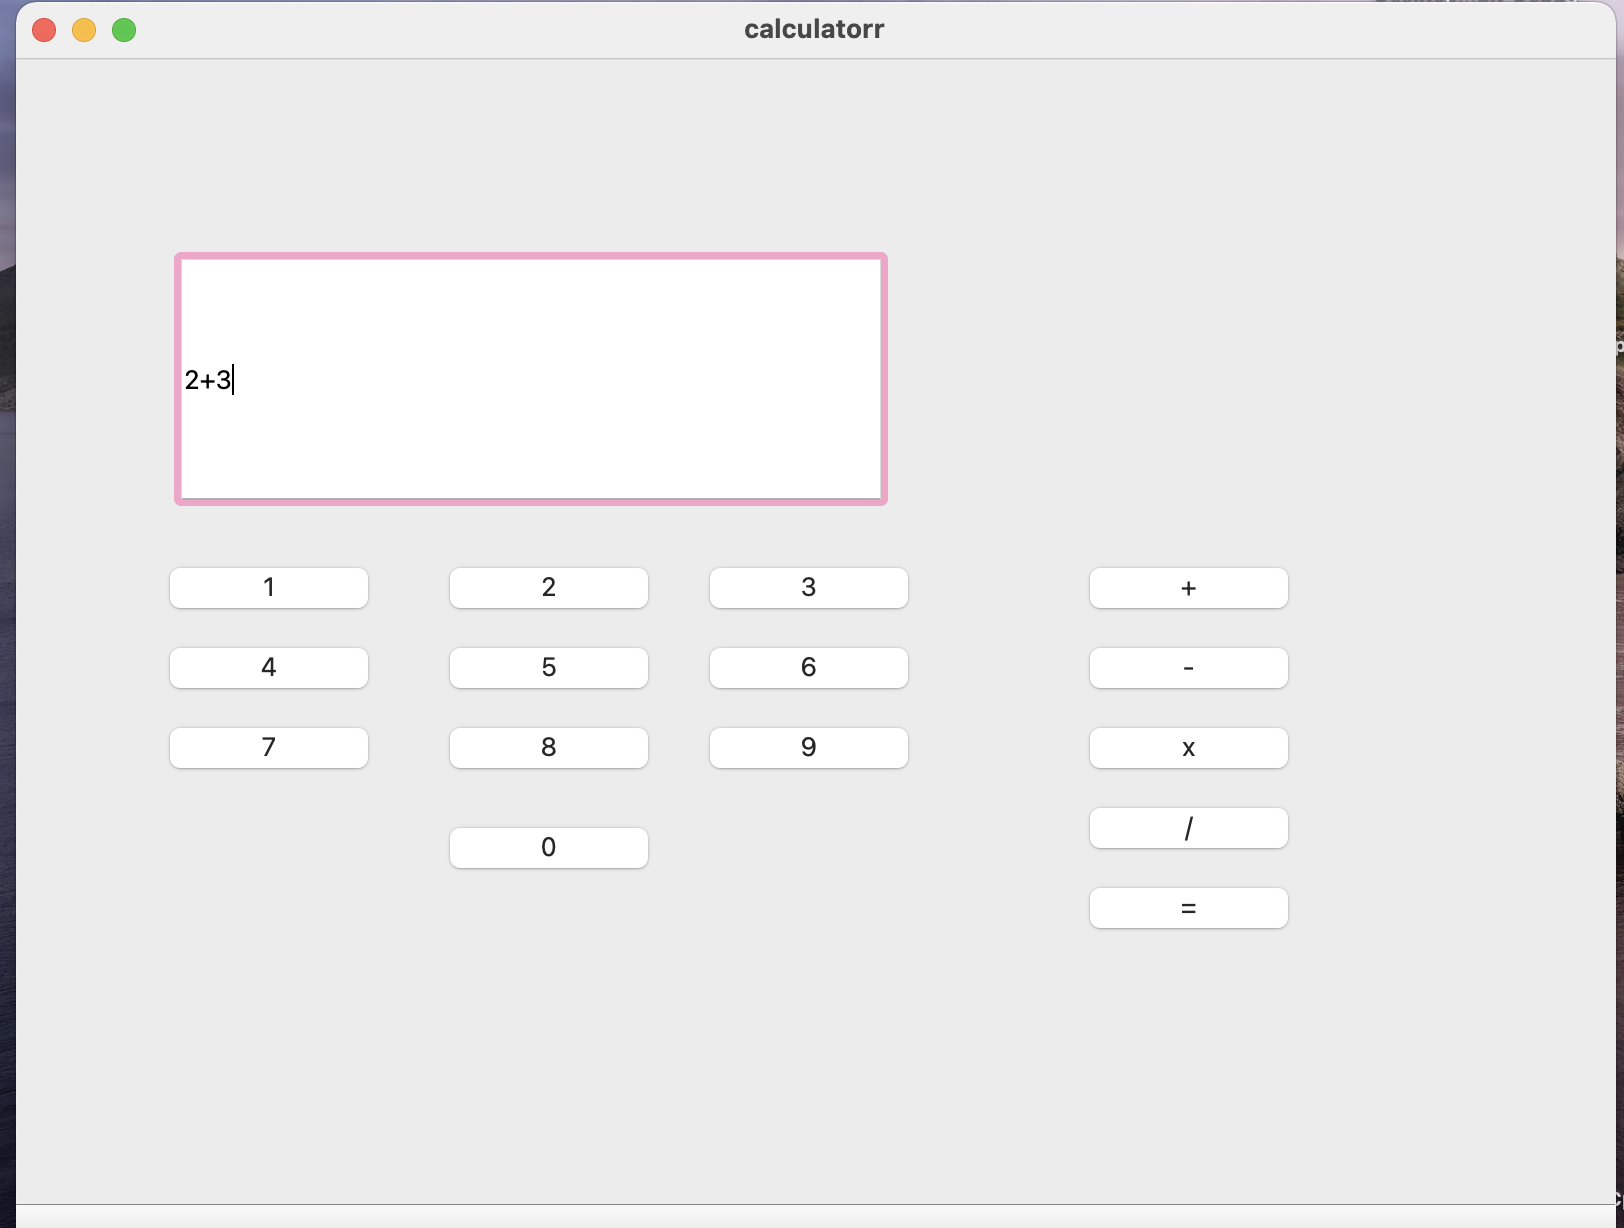 calculatorr
2+3
1 2 3 +
4 5 6 -
7 8 9 x
/
0
=